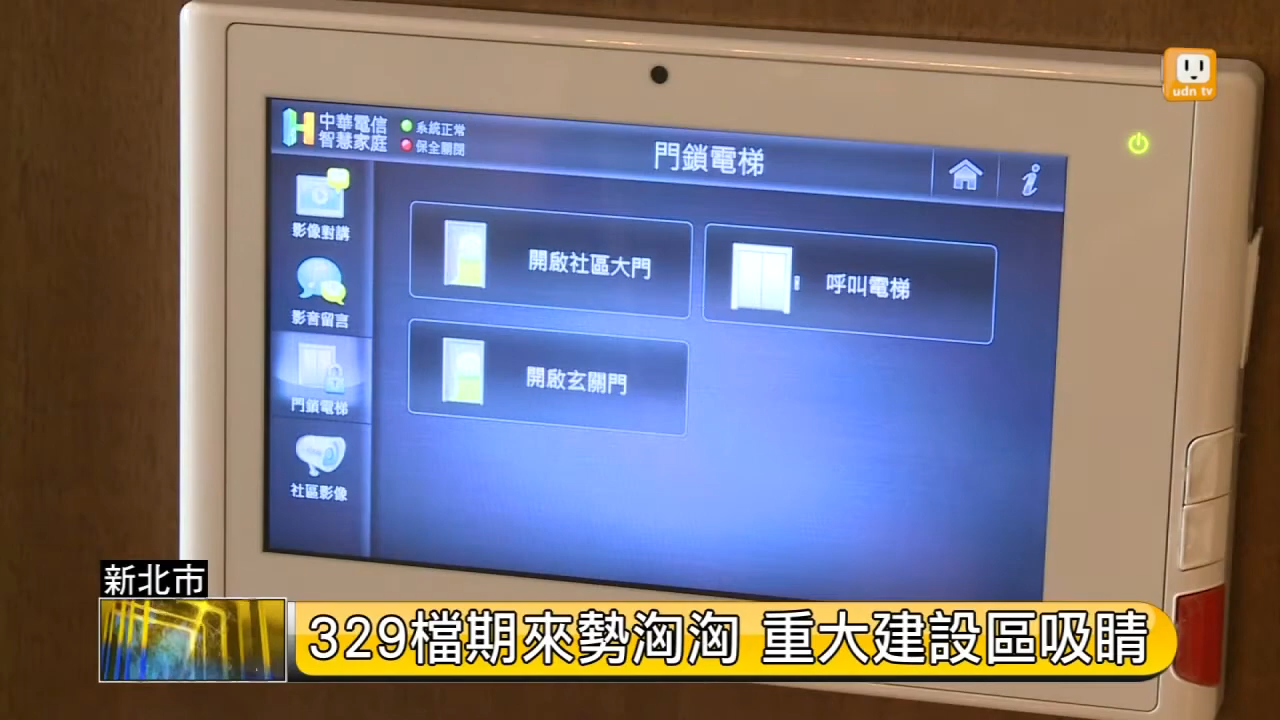 udn tv
中華電信
智慧家庭
系統正常
保全關閉
門鎖電梯
影像對講
影音留言
門鎖電梯
社區影像
開啟社區大門
呼叫電梯
開啟玄關門
新北市
329檔期來勢洶洶 重大建設區吸睛